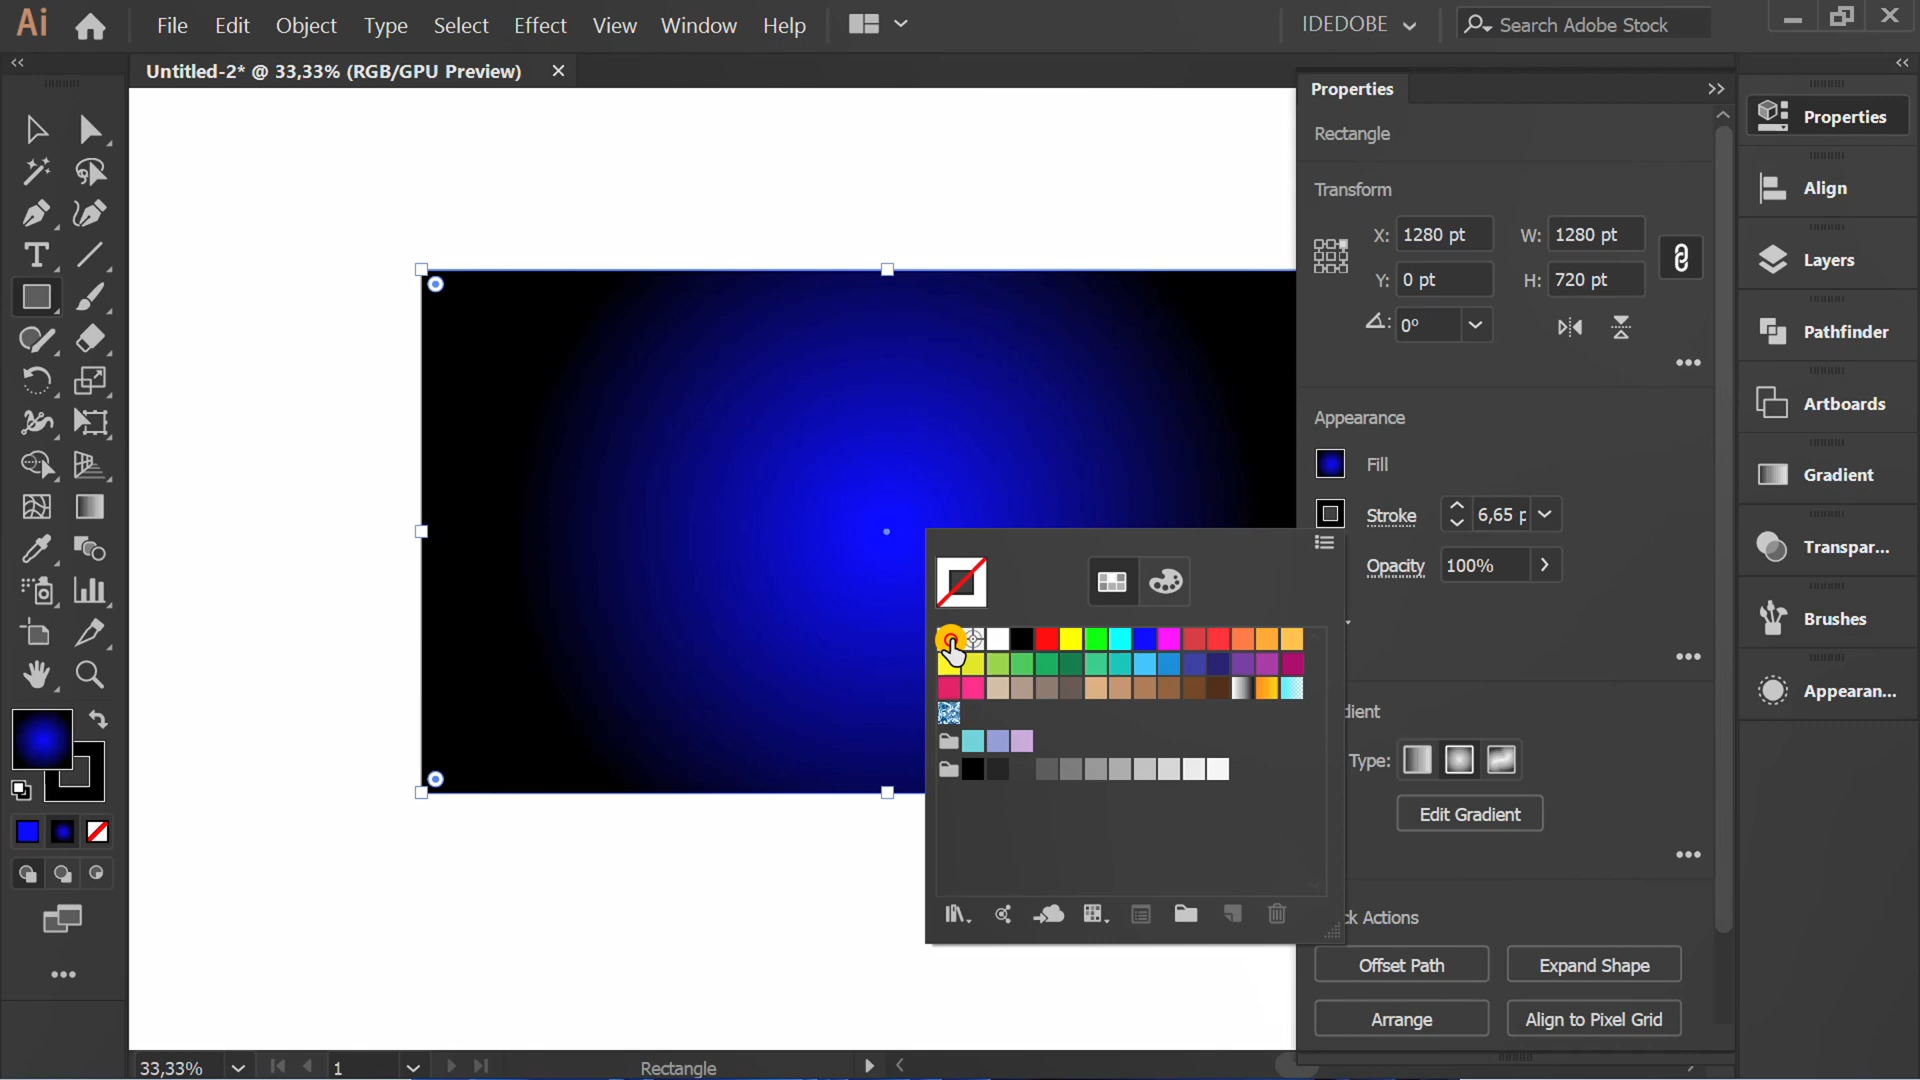 Ai File Edit Object Type Select Effect View Window Help IDEDOBE Search Adobe Stock
Untitled-2* @ 33,33% (RGB/GPU Preview)
Properties
Properties
Rectangle
Transform
X: 1280 pt W: 1280 pt
Y: 0 pt H: 720 pt
0°
Align
Layers
Pathfinder
Artboards
Gradient
Transpar...
Brushes
Appearan...
Appearance
Fill
Stroke 6,65 p
Opacity 100%
dient
Type:
Edit Gradient
k Actions
Offset Path Expand Shape
Arrange Align to Pixel Grid
T
33,33% 1 Rectangle